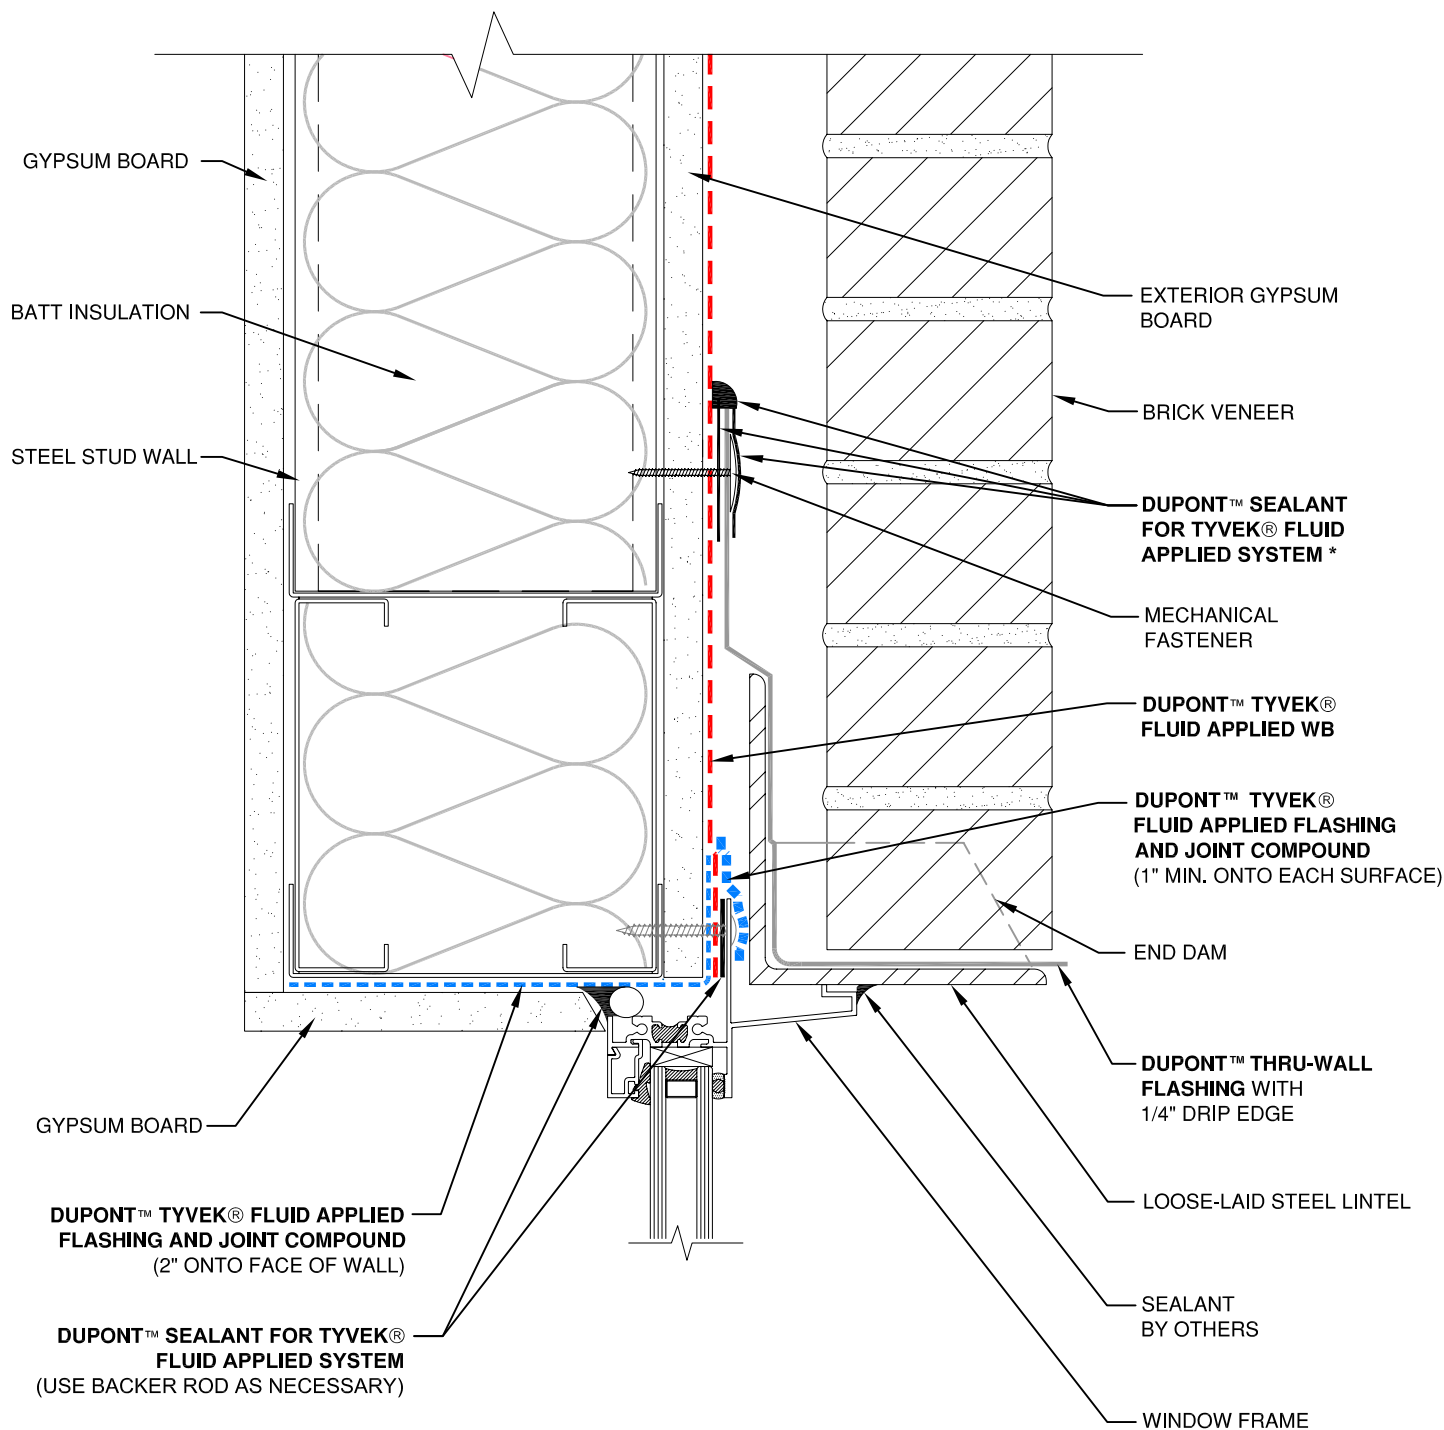 GYPSUM BOARD
BATT INSULATION
STEEL STUD WALL
GYPSUM BOARD
DUPONT™ TYVEK® FLUID APPLIED
FLASHING AND JOINT COMPOUND
(2" ONTO FACE OF WALL)
DUPONT™ SEALANT FOR TYVEK®
FLUID APPLIED SYSTEM
(USE BACKER ROD AS NECESSARY)
EXTERIOR GYPSUM
BOARD
BRICK VENEER
DUPONT™ SEALANT
FOR TYVEK® FLUID
APPLIED SYSTEM *
MECHANICAL
FASTENER
DUPONT™ TYVEK®
FLUID APPLIED WB
DUPONT™ TYVEK®
FLUID APPLIED FLASHING
AND JOINT COMPOUND
(1" MIN. ONTO EACH SURFACE)
END DAM
DUPONT™ THRU-WALL
FLASHING WITH
1/4" DRIP EDGE
LOOSE-LAID STEEL LINTEL
SEALANT
BY OTHERS
WINDOW FRAME